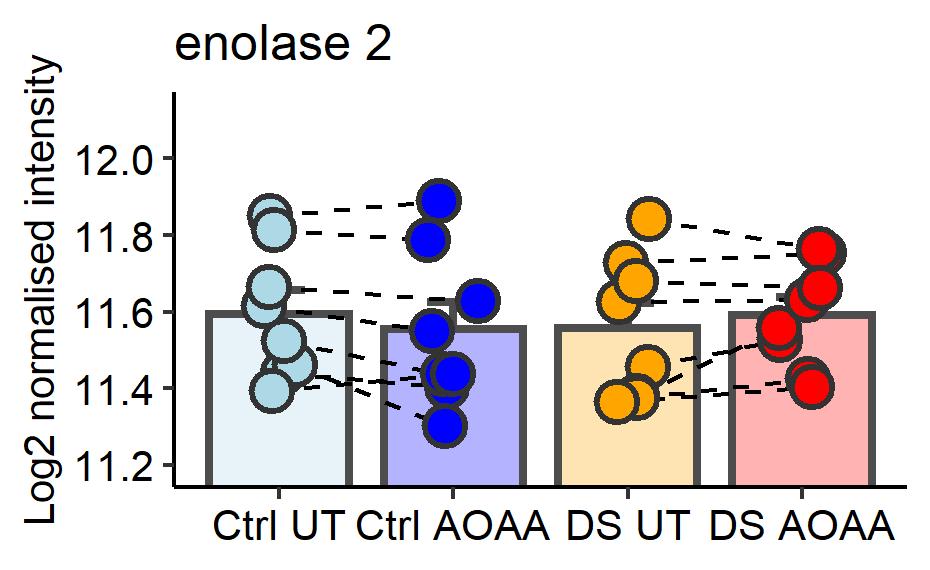 enolase 2
Log2 normalised intensity
12.0
11.8
11.6
11.4
11.2
Ctrl UT Ctrl AOAA DS UT DS AOAA